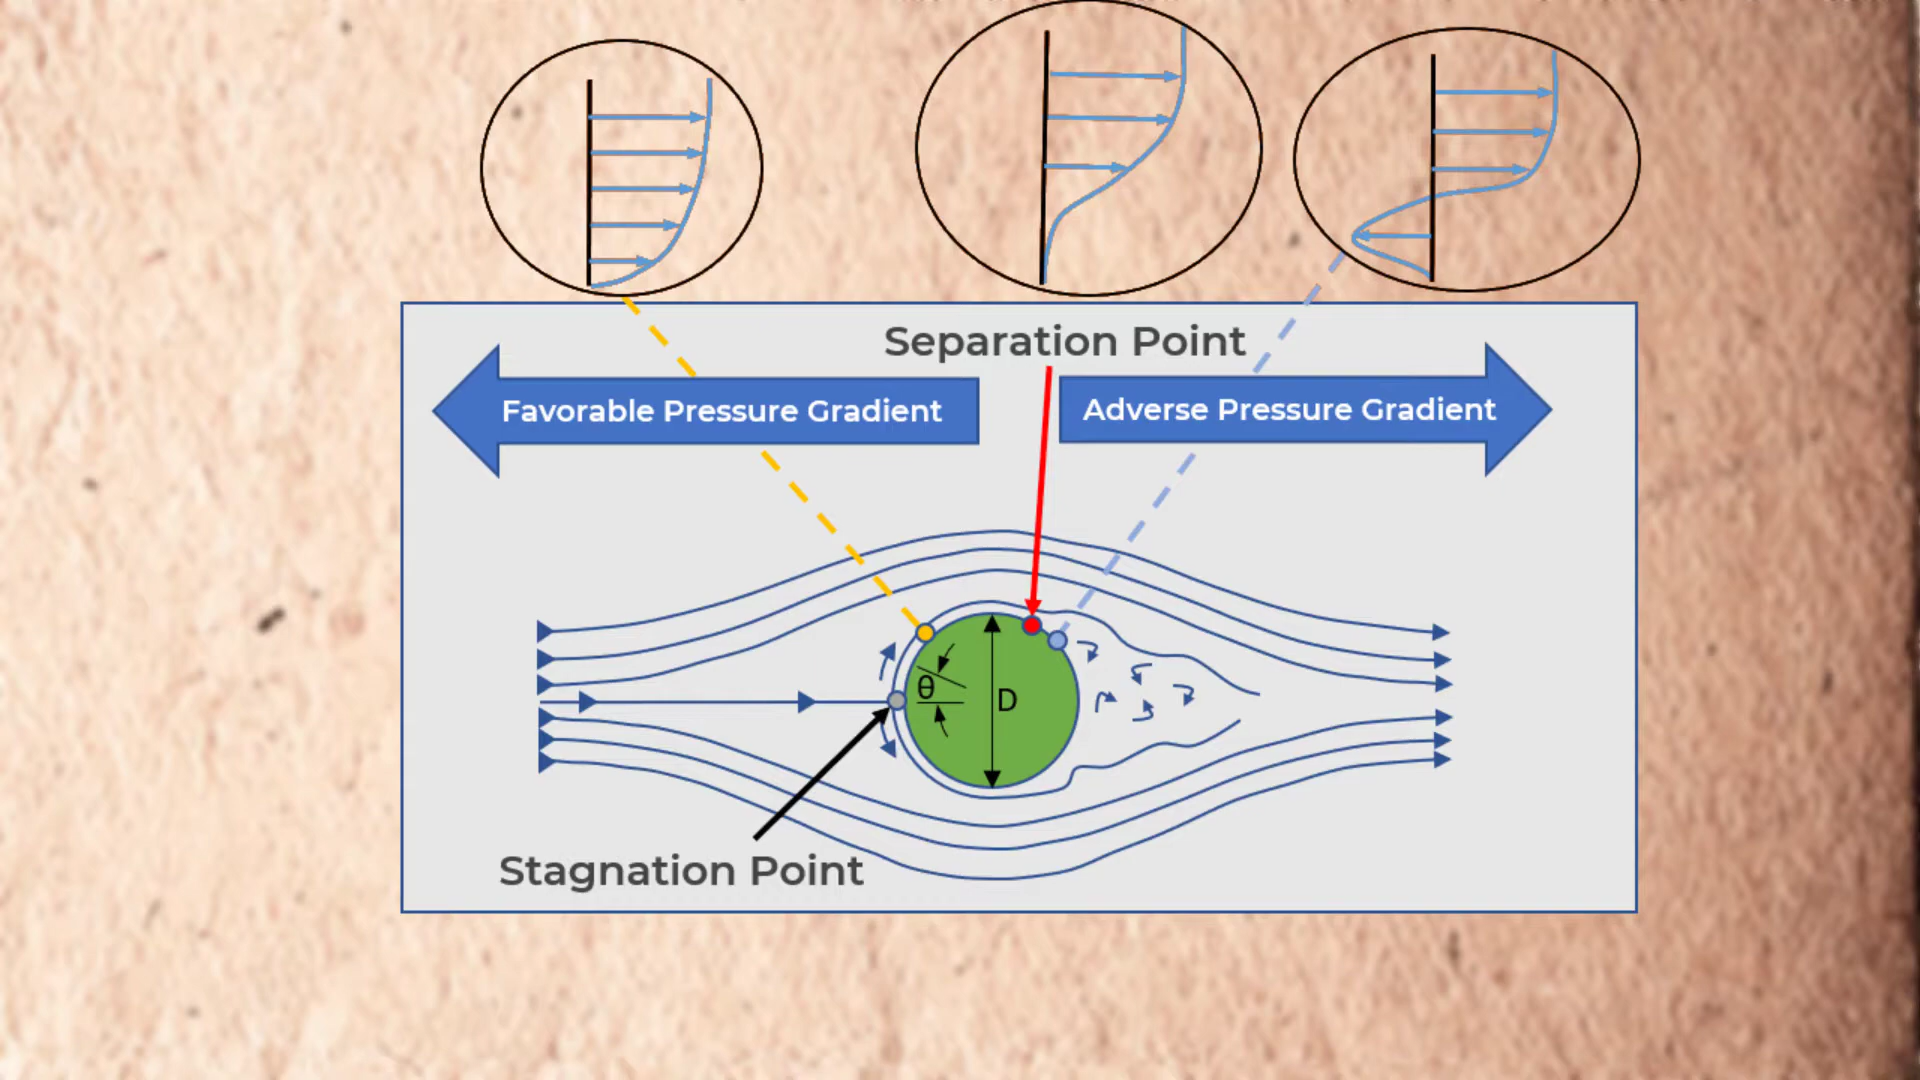 Separation Point
Favorable Pressure Gradient
Adverse Pressure Gradient
θ
D
Stagnation Point